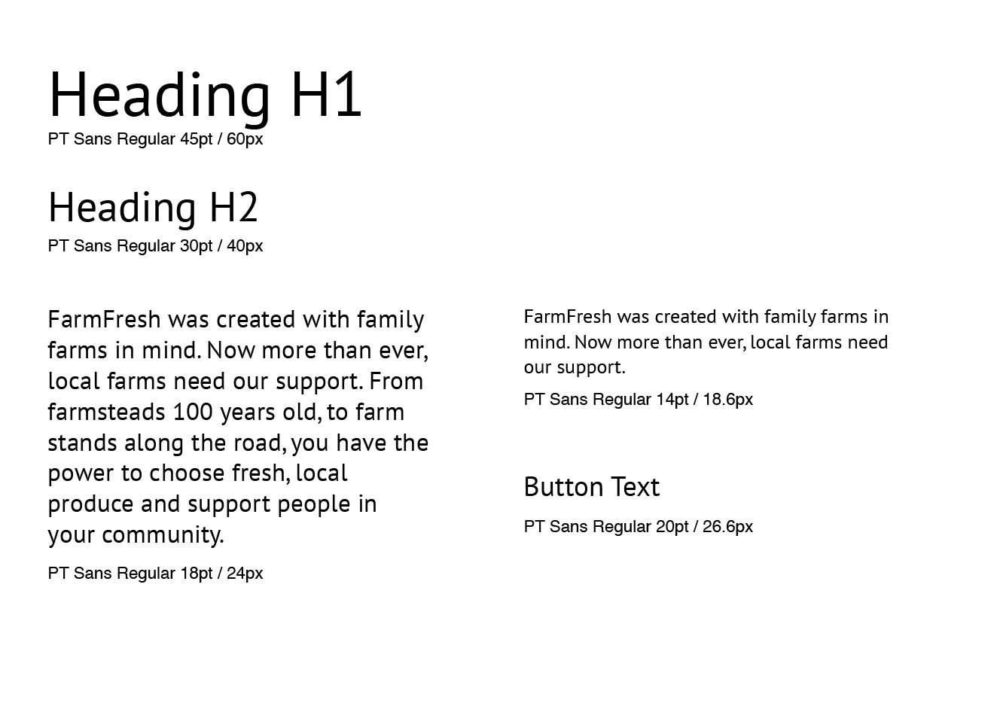 Heading H1
PT Sans Regular 45pt / 60px
Heading H2
PT Sans Regular 30pt / 40px
FarmFresh was created with family
farms in mind. Now more than ever,
local farms need our support. From
farmsteads 100 years old, to farm
stands along the road, you have the
power to choose fresh, local
produce and support people in
your community.
PT Sans Regular 18pt / 24px
FarmFresh was created with family farms in
mind. Now more than ever, local farms need
our support.
PT Sans Regular 14pt / 18.6px
Button Text
PT Sans Regular 20pt / 26.6px